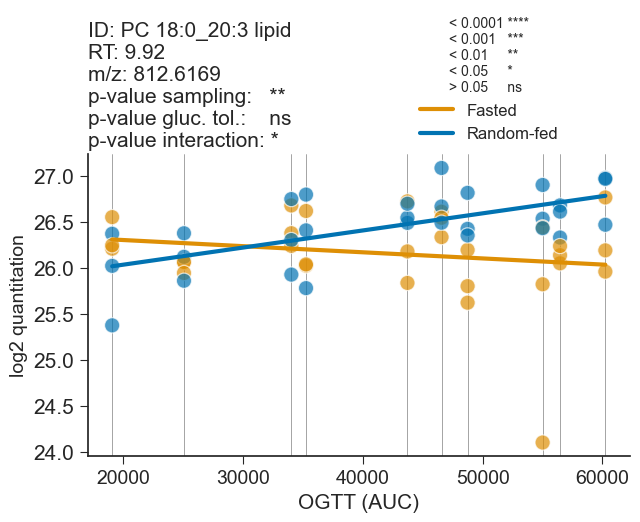 ID: PC 18:0_20:3 lipid
RT: 9.92
m/z: 812.6169
p-value sampling: **
p-value gluc. tol.: ns
p-value interaction: *
< 0.0001 ****
< 0.001 ***
< 0.01 **
< 0.05 *
> 0.05 ns
Fasted
Random-fed
27.0
26.5
26.0
25.5
25.0
24.5
24.0
log2 quantitation
20000 30000 40000 50000 60000
OGTT (AUC)